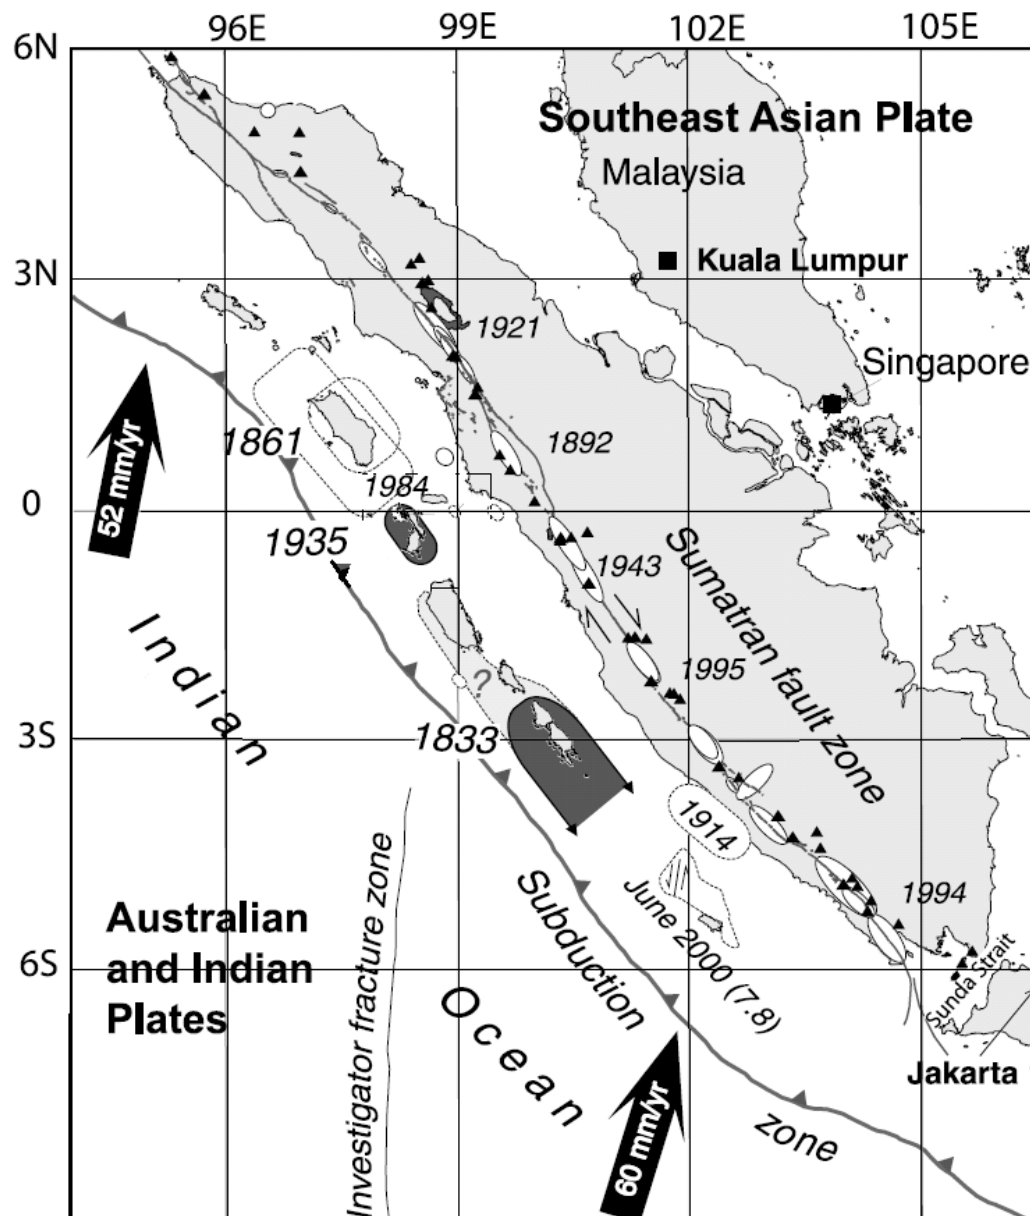 96E
99E
102E
105E
6N
Southeast Asian Plate
Malaysia
Kuala Lumpur
3N
1921
Singapore
1861
1892
52 mm/yr
1984
0
1935
1943
Sumatran fault zone
Indian
1995
?
3S
1833
1914
1994
June 2000 (7.8)
Australian
and Indian
Plates
Investigator fracture zone
Subduction
zone
Sunda Strait
6S
Ocean
Jakarta
60 mm/yr